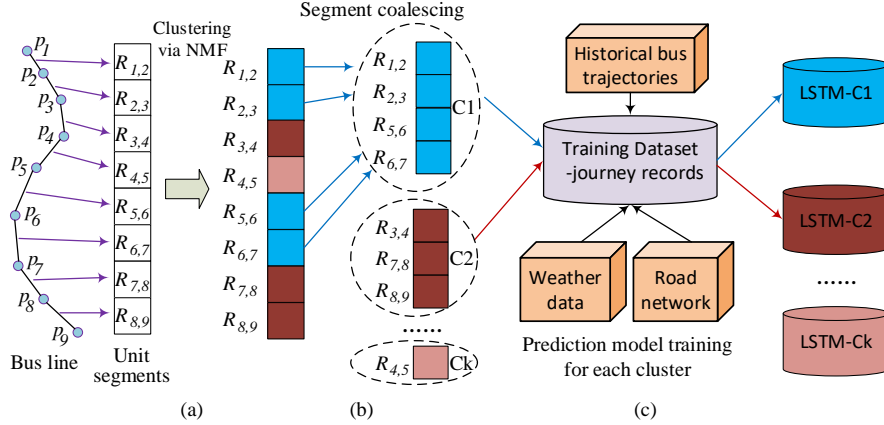 p1
p2
p3
p4
p5
p6
p7
p8
p9
Bus line
R1,2
R2,3
R3,4
R4,5
R5,6
R6,7
R7,8
R8,9
Unit
segments
(a)
Clustering
via NMF
R1,2
R2,3
R3,4
R4,5
R5,6
R6,7
R7,8
R8,9
Segment coalescing
R1,2
R2,3
R5,6
R6,7
C1
R3,4
R7,8
R8,9
C2
......
R4,5
Ck
(b)
Historical bus
trajectories
Training Dataset
-journey records
Weather
data
Road
network
Prediction model training
for each cluster
(c)
LSTM-C1
LSTM-C2
......
LSTM-Ck